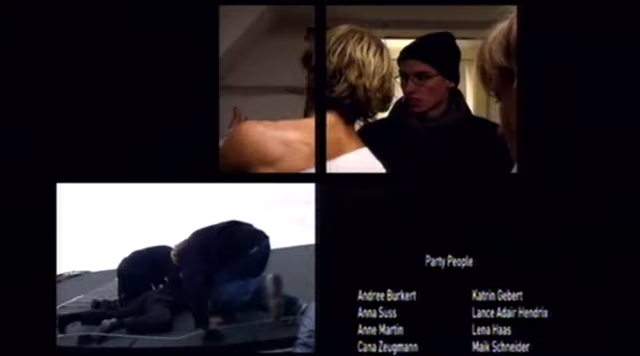 Party People
Andree Burkert Katrin Gebert
Anna Suss Lance Adair Hendrix
Anne Martin Lena Haas
Cana Zeugmann Maik Schneider